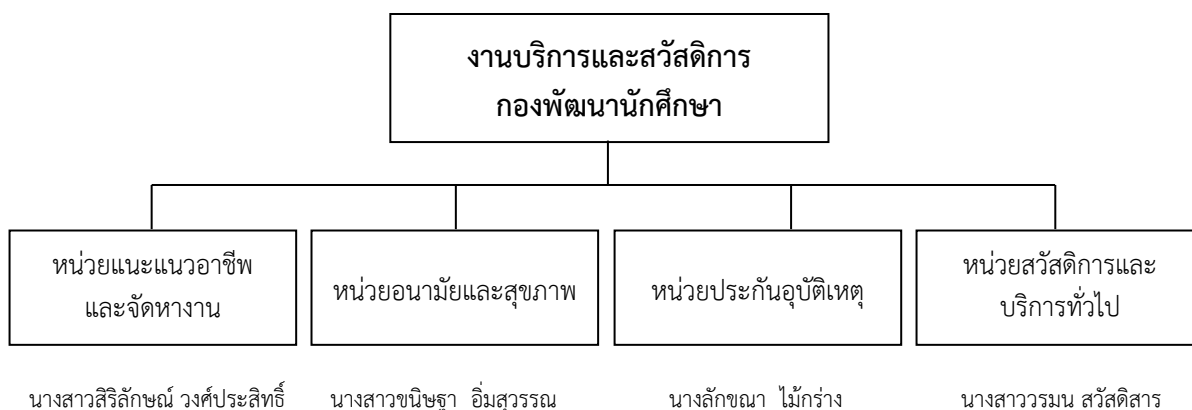 งานบริการและสวัสดิการ
กองพัฒนานักศึกษา
หน่วยแนะแนวอาชีพ
และจัดหางาน
หน่วยอนามัยและสุขภาพ
หน่วยประกันอุบัติเหตุ
หน่วยสวัสดิการและ
บริการทั่วไป
นางสาวสิริลักษณ์ วงศ์ประสิทธิ์
นางสาวขนิษฐา อิ่มสุวรรณ
นางลักขณา ไม้กร่าง
นางสาววรมน สวัสดิสาร